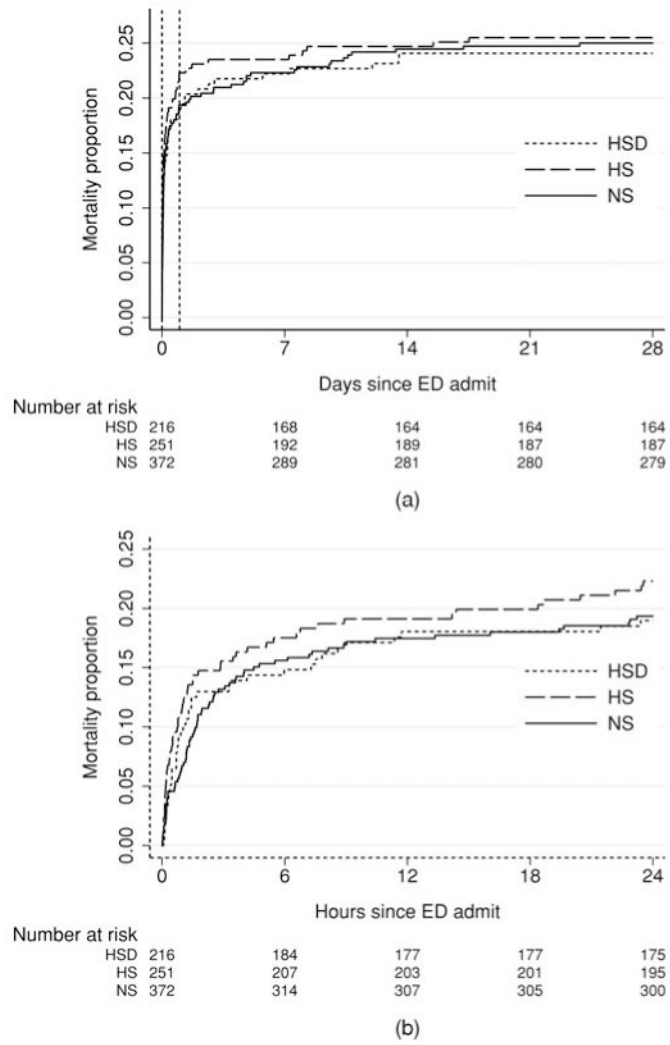 0.25
0.20
0.15
0.10
0.05
0.00
Mortality proportion
HSD
HS
NS
0 7 14 21 28
Days since ED admit
Number at risk
HSD 216 168 164 164 164
HS 251 192 189 187 187
NS 372 289 281 280 279
(a)
0.25
0.20
0.15
0.10
0.05
0.00
Mortality proportion
HSD
HS
NS
0 6 12 18 24
Hours since ED admit
Number at risk
HSD 216 184 177 177 175
HS 251 207 203 201 195
NS 372 314 307 305 300
(b)